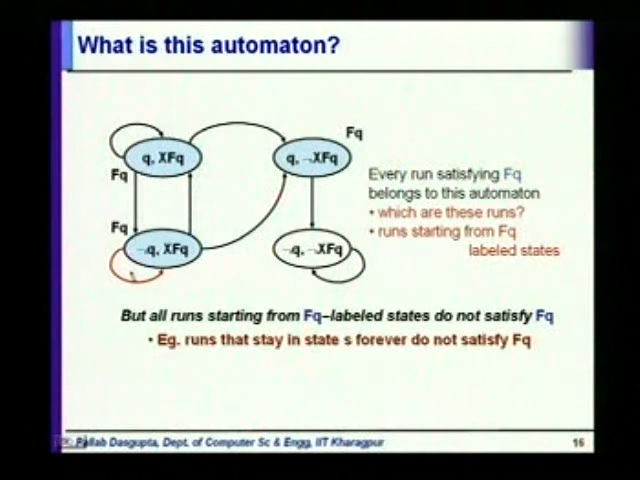 What is this automaton?
Fq
q, XFq
q, ¬XFq
Fq
Every run satisfying Fq
belongs to this automaton
• which are these runs?
• runs starting from Fq
labeled states
Fq
¬q, XFq
¬q, ¬XFq
But all runs starting from Fq–labeled states do not satisfy Fq
• Eg. runs that stay in state s forever do not satisfy Fq
Pallab Dasgupta, Dept. of Computer Sc & Engg, IIT Kharagpur
16